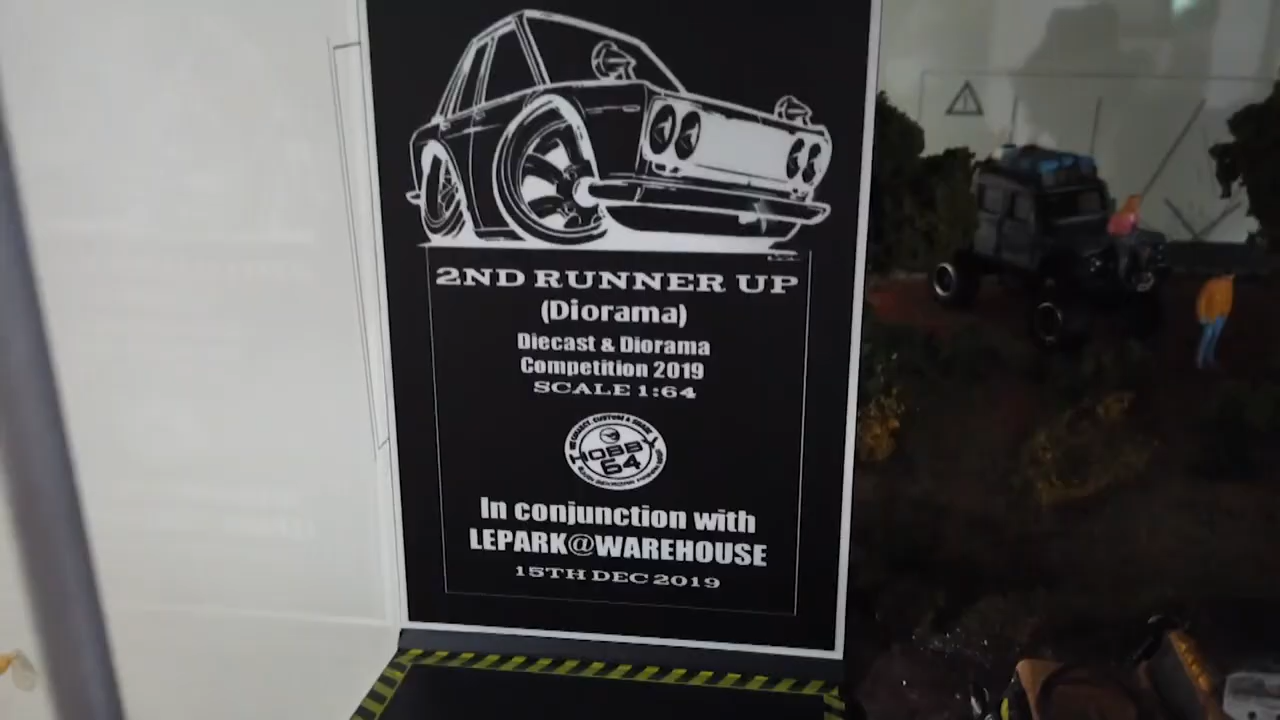 2ND RUNNER UP
(Diorama)
Diecast & Diorama
Competition 2019
SCALE 1:64
64
In conjunction with
LEPARK@WAREHOUSE
15TH DEC 2019